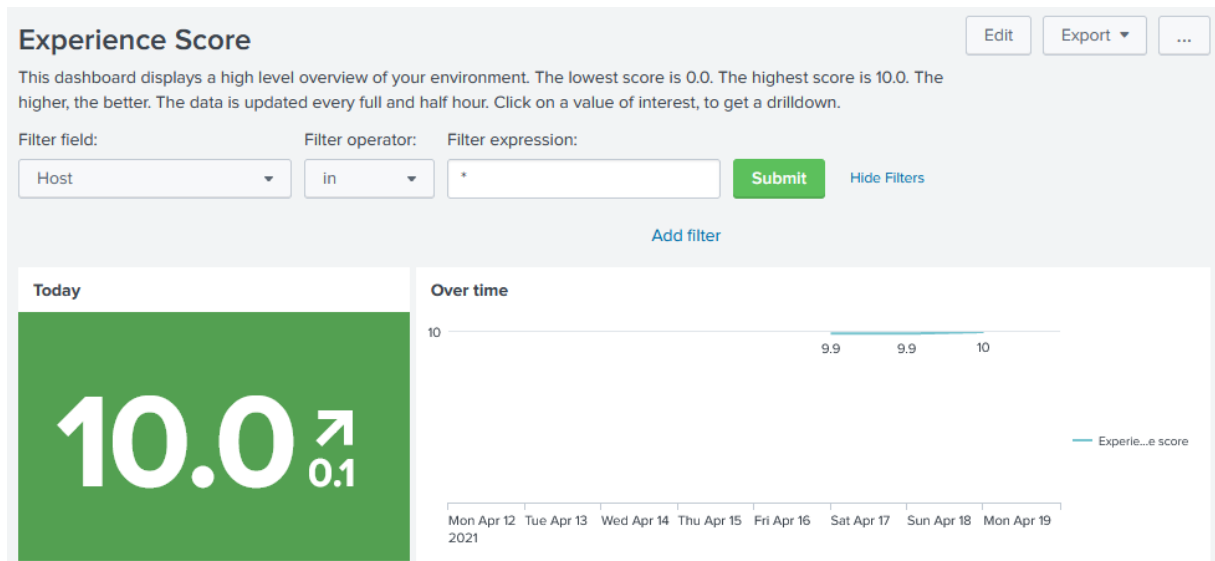 Experience Score
Edit
Export
...
This dashboard displays a high level overview of your environment. The lowest score is 0.0. The highest score is 10.0. The
higher, the better. The data is updated every full and half hour. Click on a value of interest, to get a drilldown.
Filter field:
Filter operator:
Filter expression:
Host
in
*
Submit
Hide Filters
Add filter
Today
10.0
0.1
Over time
10
9.9
9.9
10
Experie...e score
Mon Apr 12
2021
Tue Apr 13
Wed Apr 14
Thu Apr 15
Fri Apr 16
Sat Apr 17
Sun Apr 18
Mon Apr 19